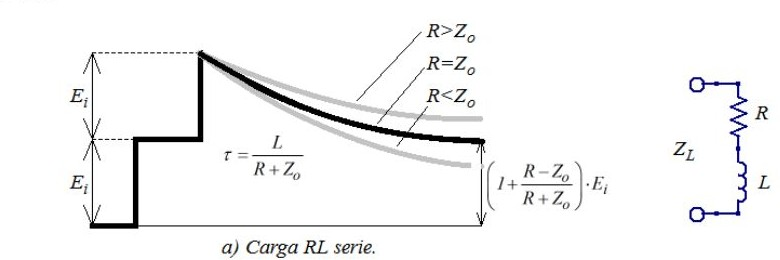 R>Zo
R=Zo
R<Zo
Ei
Ei
τ = L / (R + Zo)
(1 + (R − Zo) / (R + Zo)) · Ei
ZL
R
L
a) Carga RL serie.